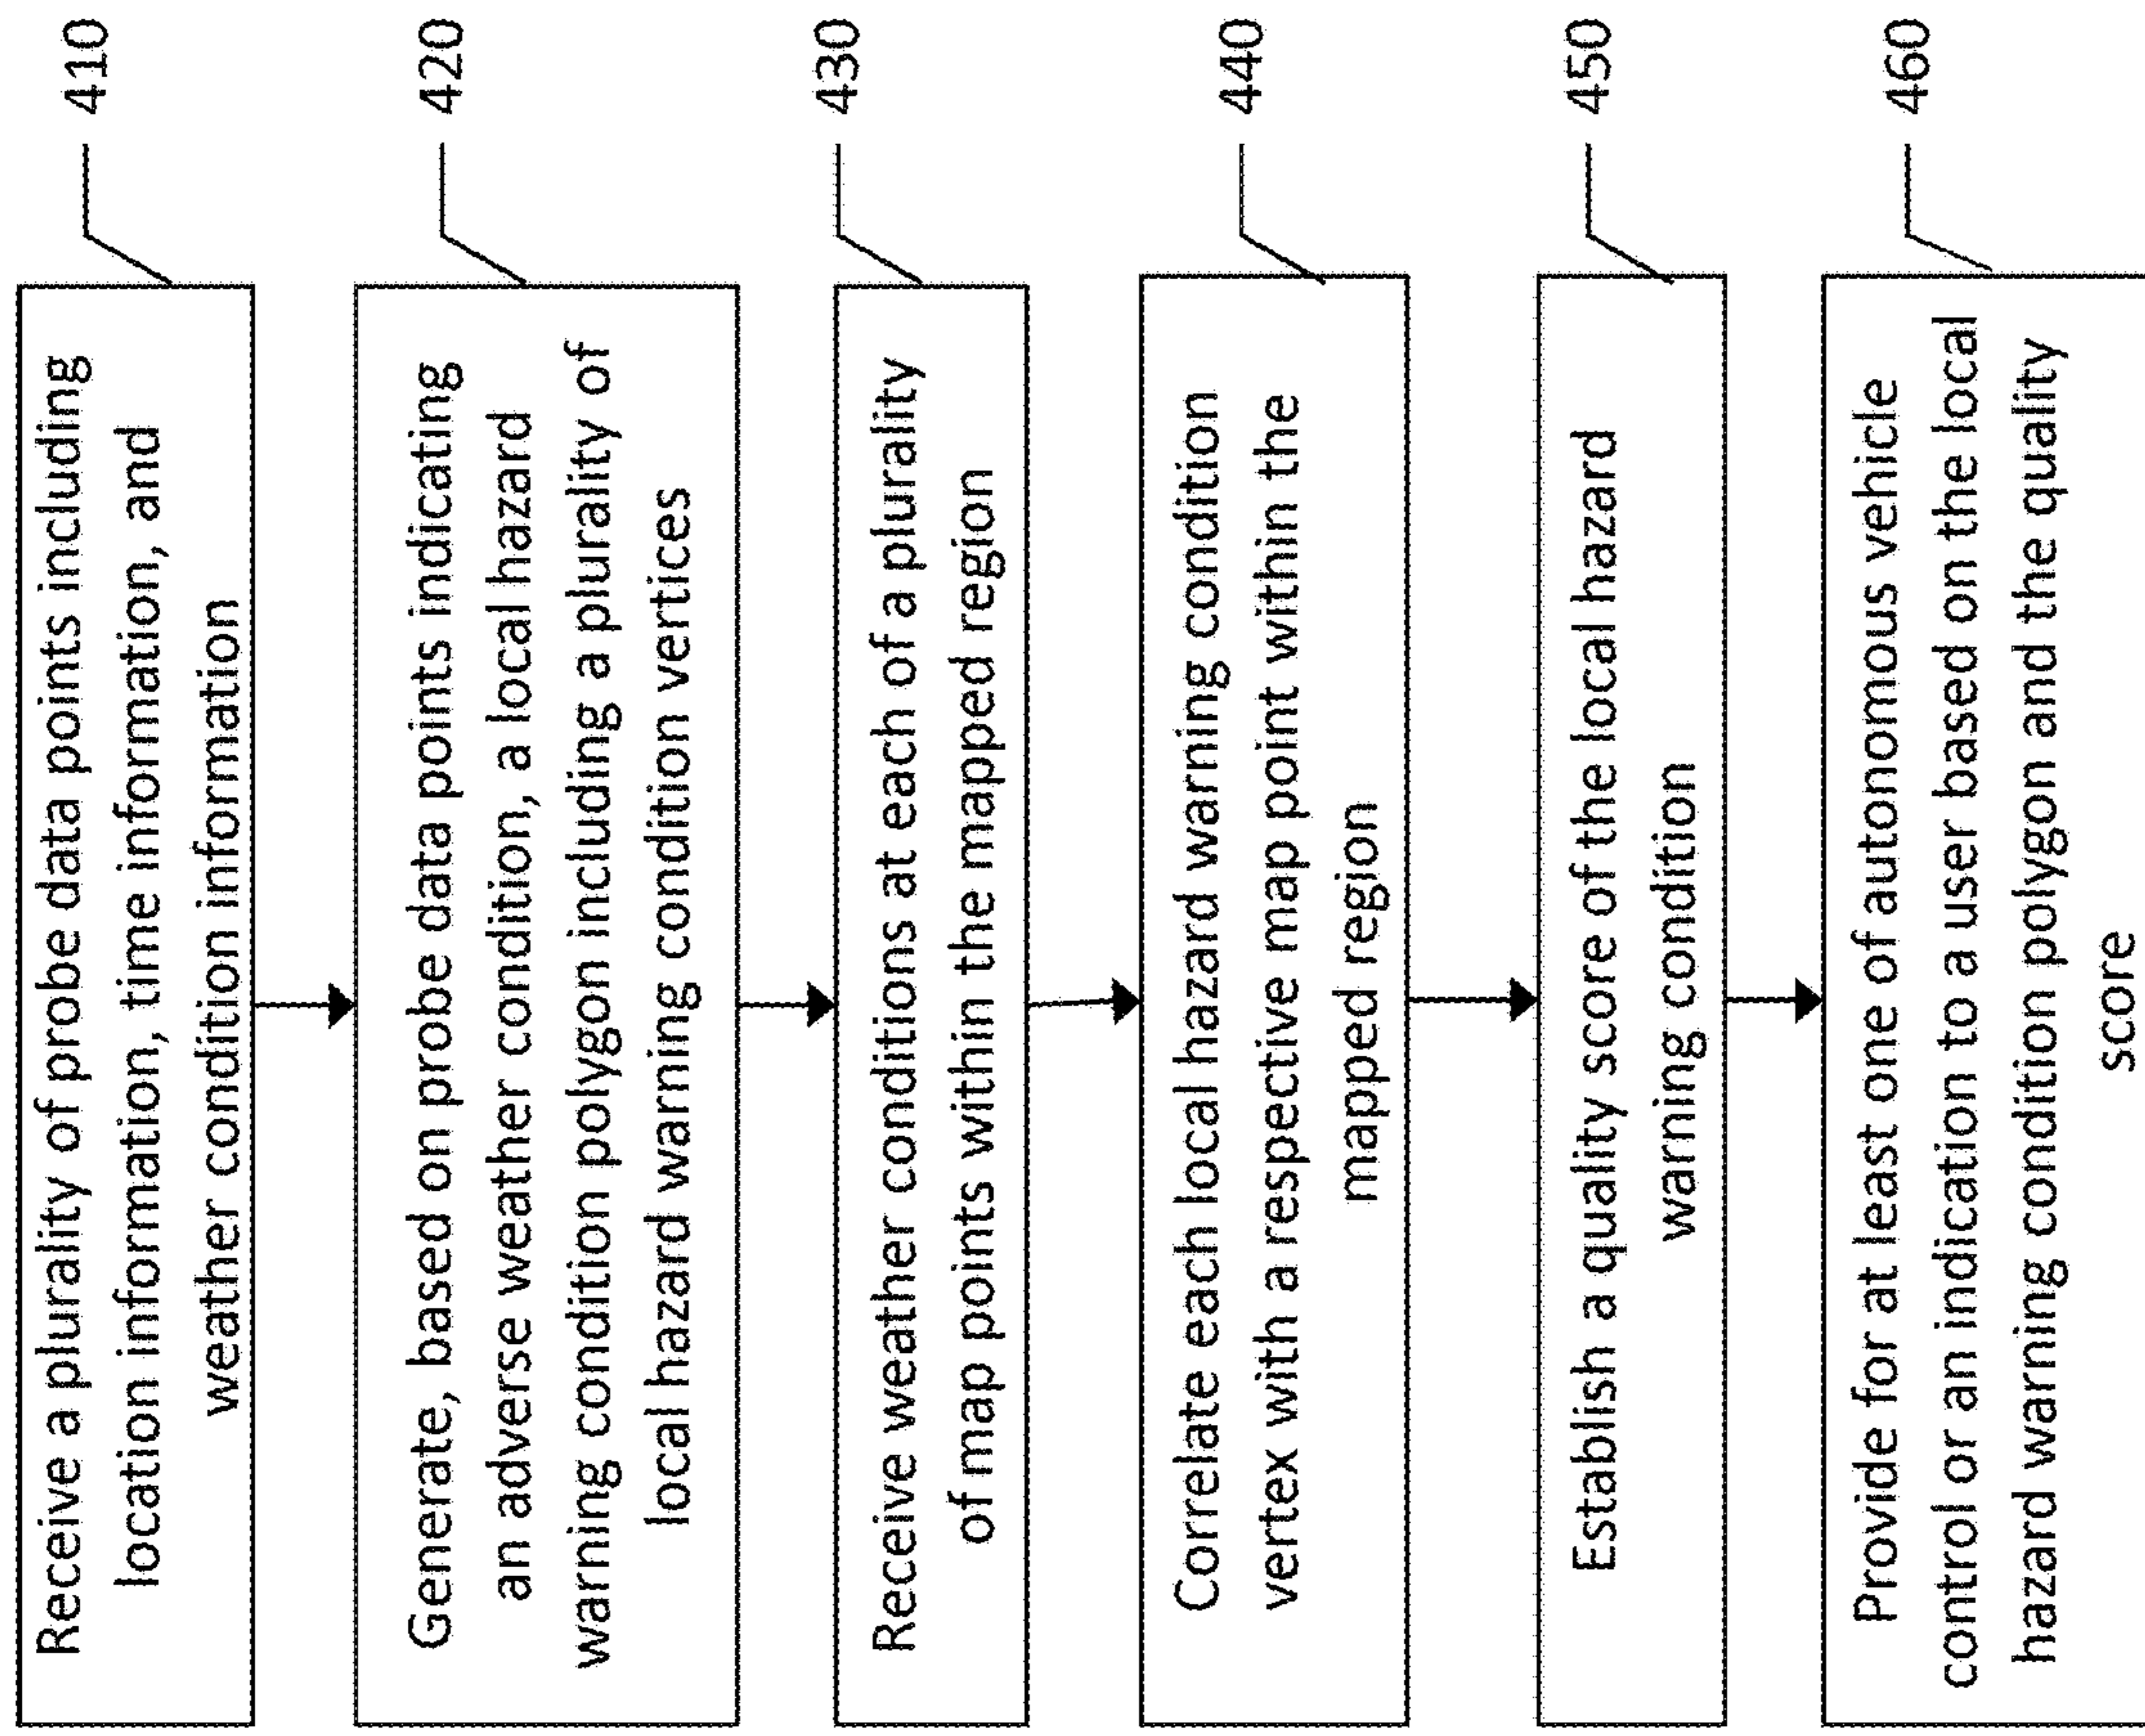 Receive a plurality of probe data points including
location information, time information, and
weather condition information
410
Generate, based on probe data points indicating
an adverse weather condition, a local hazard
warning condition polygon including a plurality of
local hazard warning condition vertices
420
Receive weather conditions at each of a plurality
of map points within the mapped region
430
Correlate each local hazard warning condition
vertex with a respective map point within the
mapped region
440
Establish a quality score of the local hazard
warning condition
450
Provide for at least one of autonomous vehicle
control or an indication to a user based on the local
hazard warning condition polygon and the quality
score
460